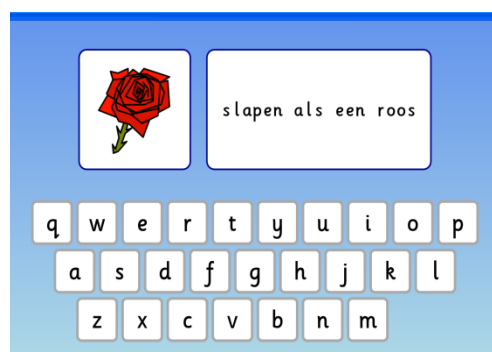 slapen als een roos
q w e r t y u i o p
a s d f g h j k l
z x c v b n m